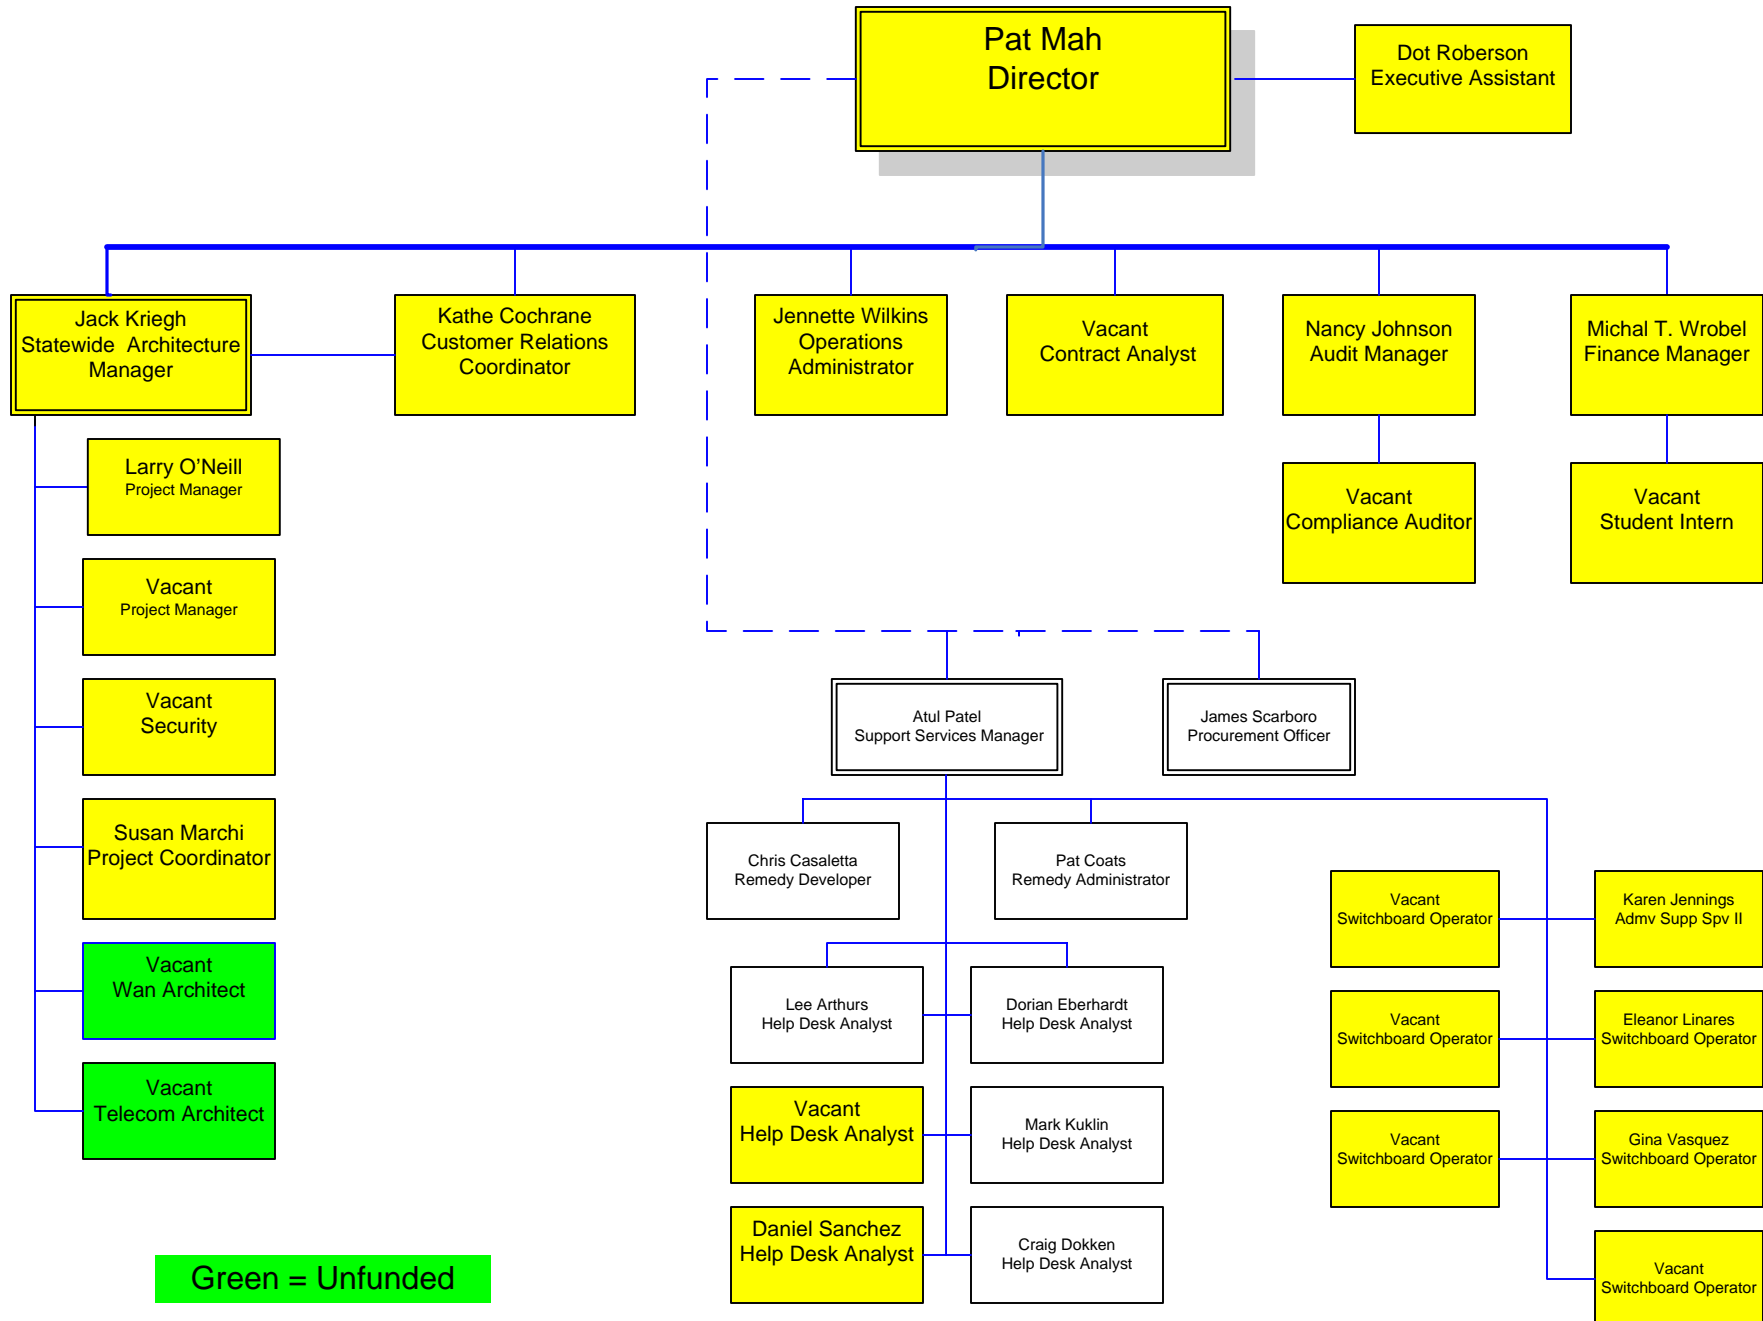 Pat Mah
Director
Dot Roberson
Executive Assistant
Jack Kriegh
Statewide Architecture
Manager
Kathe Cochrane
Customer Relations
Coordinator
Jennette Wilkins
Operations
Administrator
Vacant
Contract Analyst
Nancy Johnson
Audit Manager
Michal T. Wrobel
Finance Manager
Larry O’Neill
Project Manager
Vacant
Project Manager
Vacant
Security
Susan Marchi
Project Coordinator
Vacant
Wan Architect
Vacant
Telecom Architect
Vacant
Compliance Auditor
Vacant
Student Intern
Atul Patel
Support Services Manager
James Scarboro
Procurement Officer
Chris Casaletta
Remedy Developer
Pat Coats
Remedy Administrator
Lee Arthurs
Help Desk Analyst
Dorian Eberhardt
Help Desk Analyst
Vacant
Help Desk Analyst
Mark Kuklin
Help Desk Analyst
Daniel Sanchez
Help Desk Analyst
Craig Dokken
Help Desk Analyst
Vacant
Switchboard Operator
Karen Jennings
Admv Supp Spv II
Vacant
Switchboard Operator
Eleanor Linares
Switchboard Operator
Vacant
Switchboard Operator
Gina Vasquez
Switchboard Operator
Vacant
Switchboard Operator
Green = Unfunded